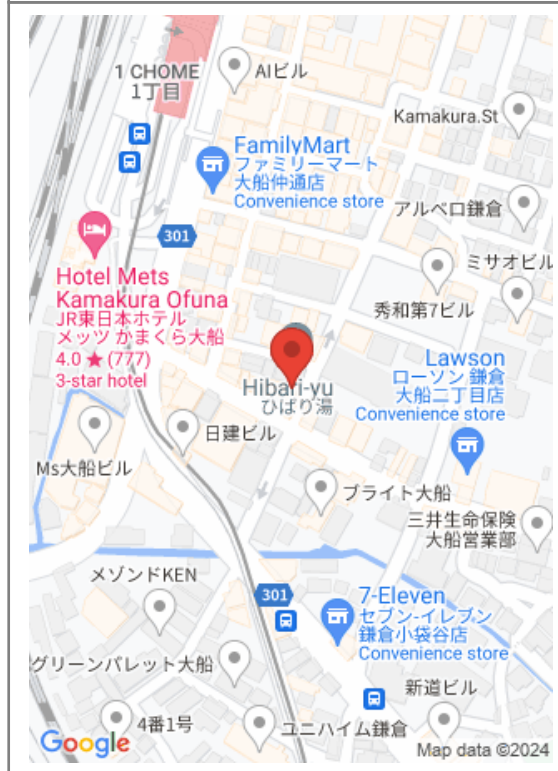 1 CHOME
1丁目
AIビル
Kamakura.St
FamilyMart
ファミリーマート
大船仲通店
Convenience store
アルベロ鎌倉
301
Hotel Mets
Kamakura Ofuna
JR東日本ホテル
メッツ かまくら大船
4.0 ★ (777)
3-star hotel
ミサオビル
秀和第7ビル
Hibari-yu
ひばり湯
Lawson
ローソン 鎌倉
大船二丁目店
Convenience store
日建ビル
Ms大船ビル
ブライト大船
三井生命保険
大船営業部
メゾンドKEN
301
7-Eleven
セブン-イレブン
鎌倉小袋谷店
Convenience store
グリーンパレット大船
新道ビル
4番1号
ユニハイム鎌倉
Google
Map data ©2024